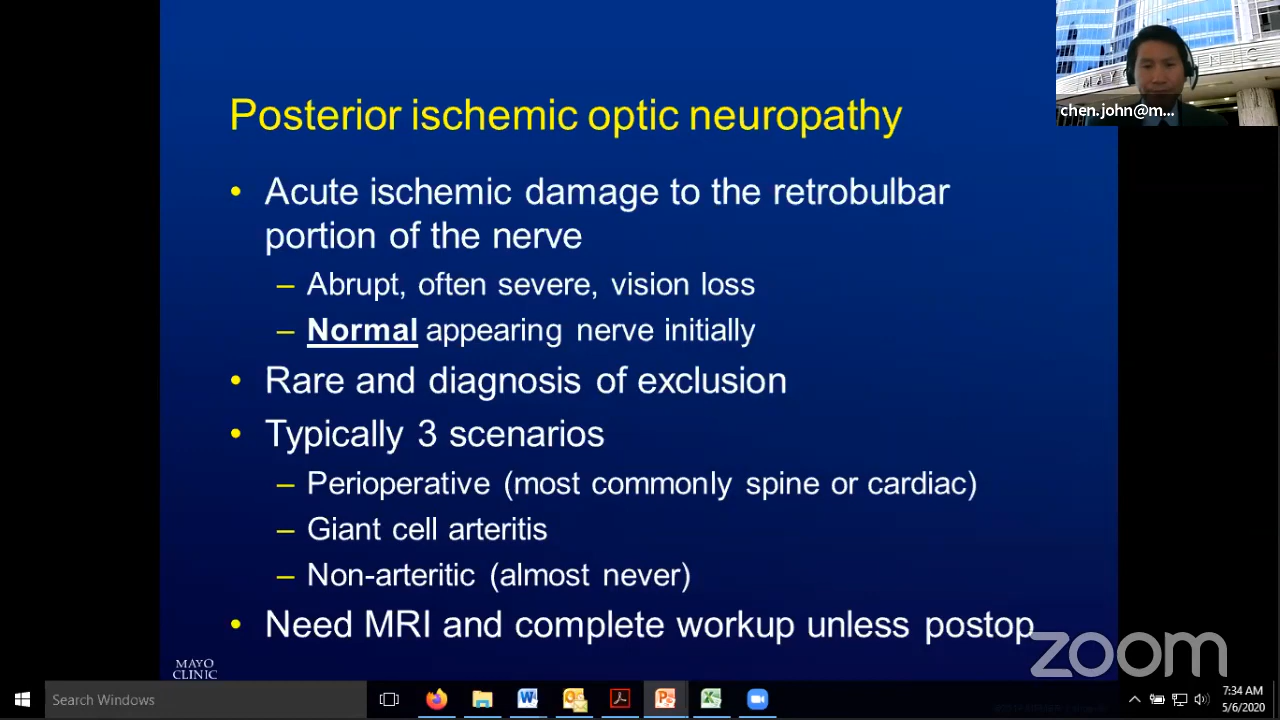 Posterior ischemic optic neuropathy
• Acute ischemic damage to the retrobulbar
portion of the nerve
– Abrupt, often severe, vision loss
– Normal appearing nerve initially
• Rare and diagnosis of exclusion
• Typically 3 scenarios
– Perioperative (most commonly spine or cardiac)
– Giant cell arteritis
– Non-arteritic (almost never)
• Need MRI and complete workup unless postop
MAYO
CLINIC
chen.john@m...
zoom
Search Windows
7:34 AM
5/6/2020